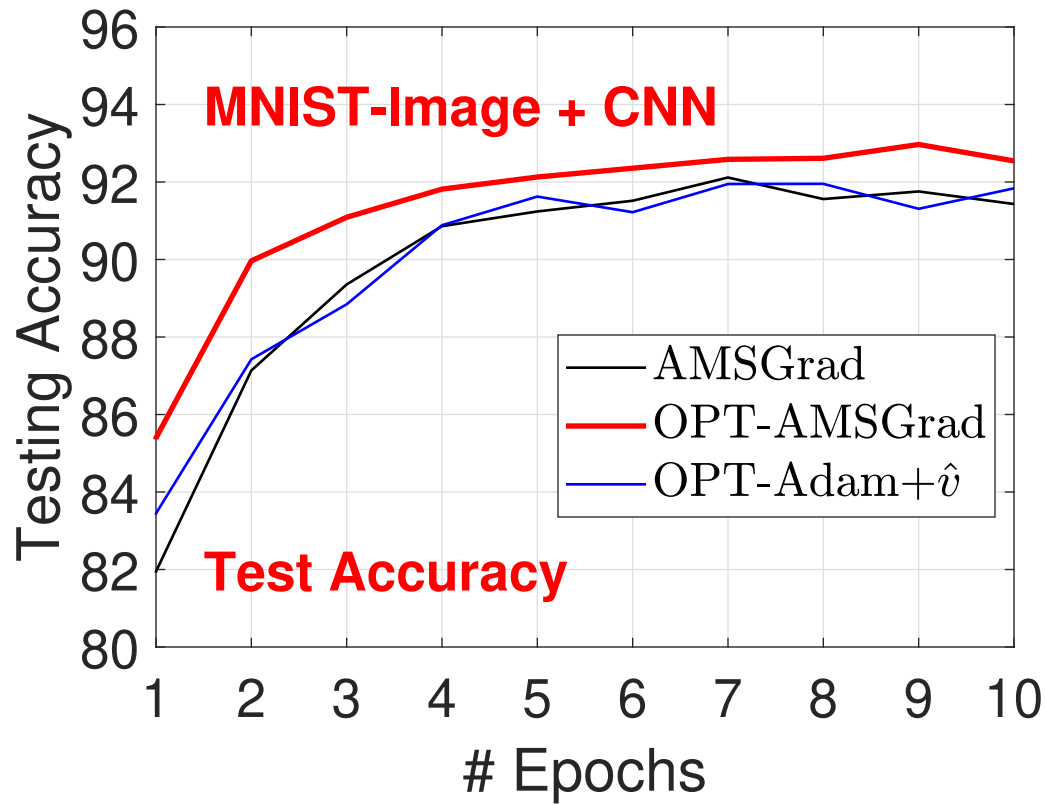 96
94
92
90
88
86
84
82
80
Testing Accuracy
MNIST-Image + CNN
AMSGrad
OPT-AMSGrad
OPT-Adam+v̂
Test Accuracy
1 2 3 4 5 6 7 8 9 10
# Epochs